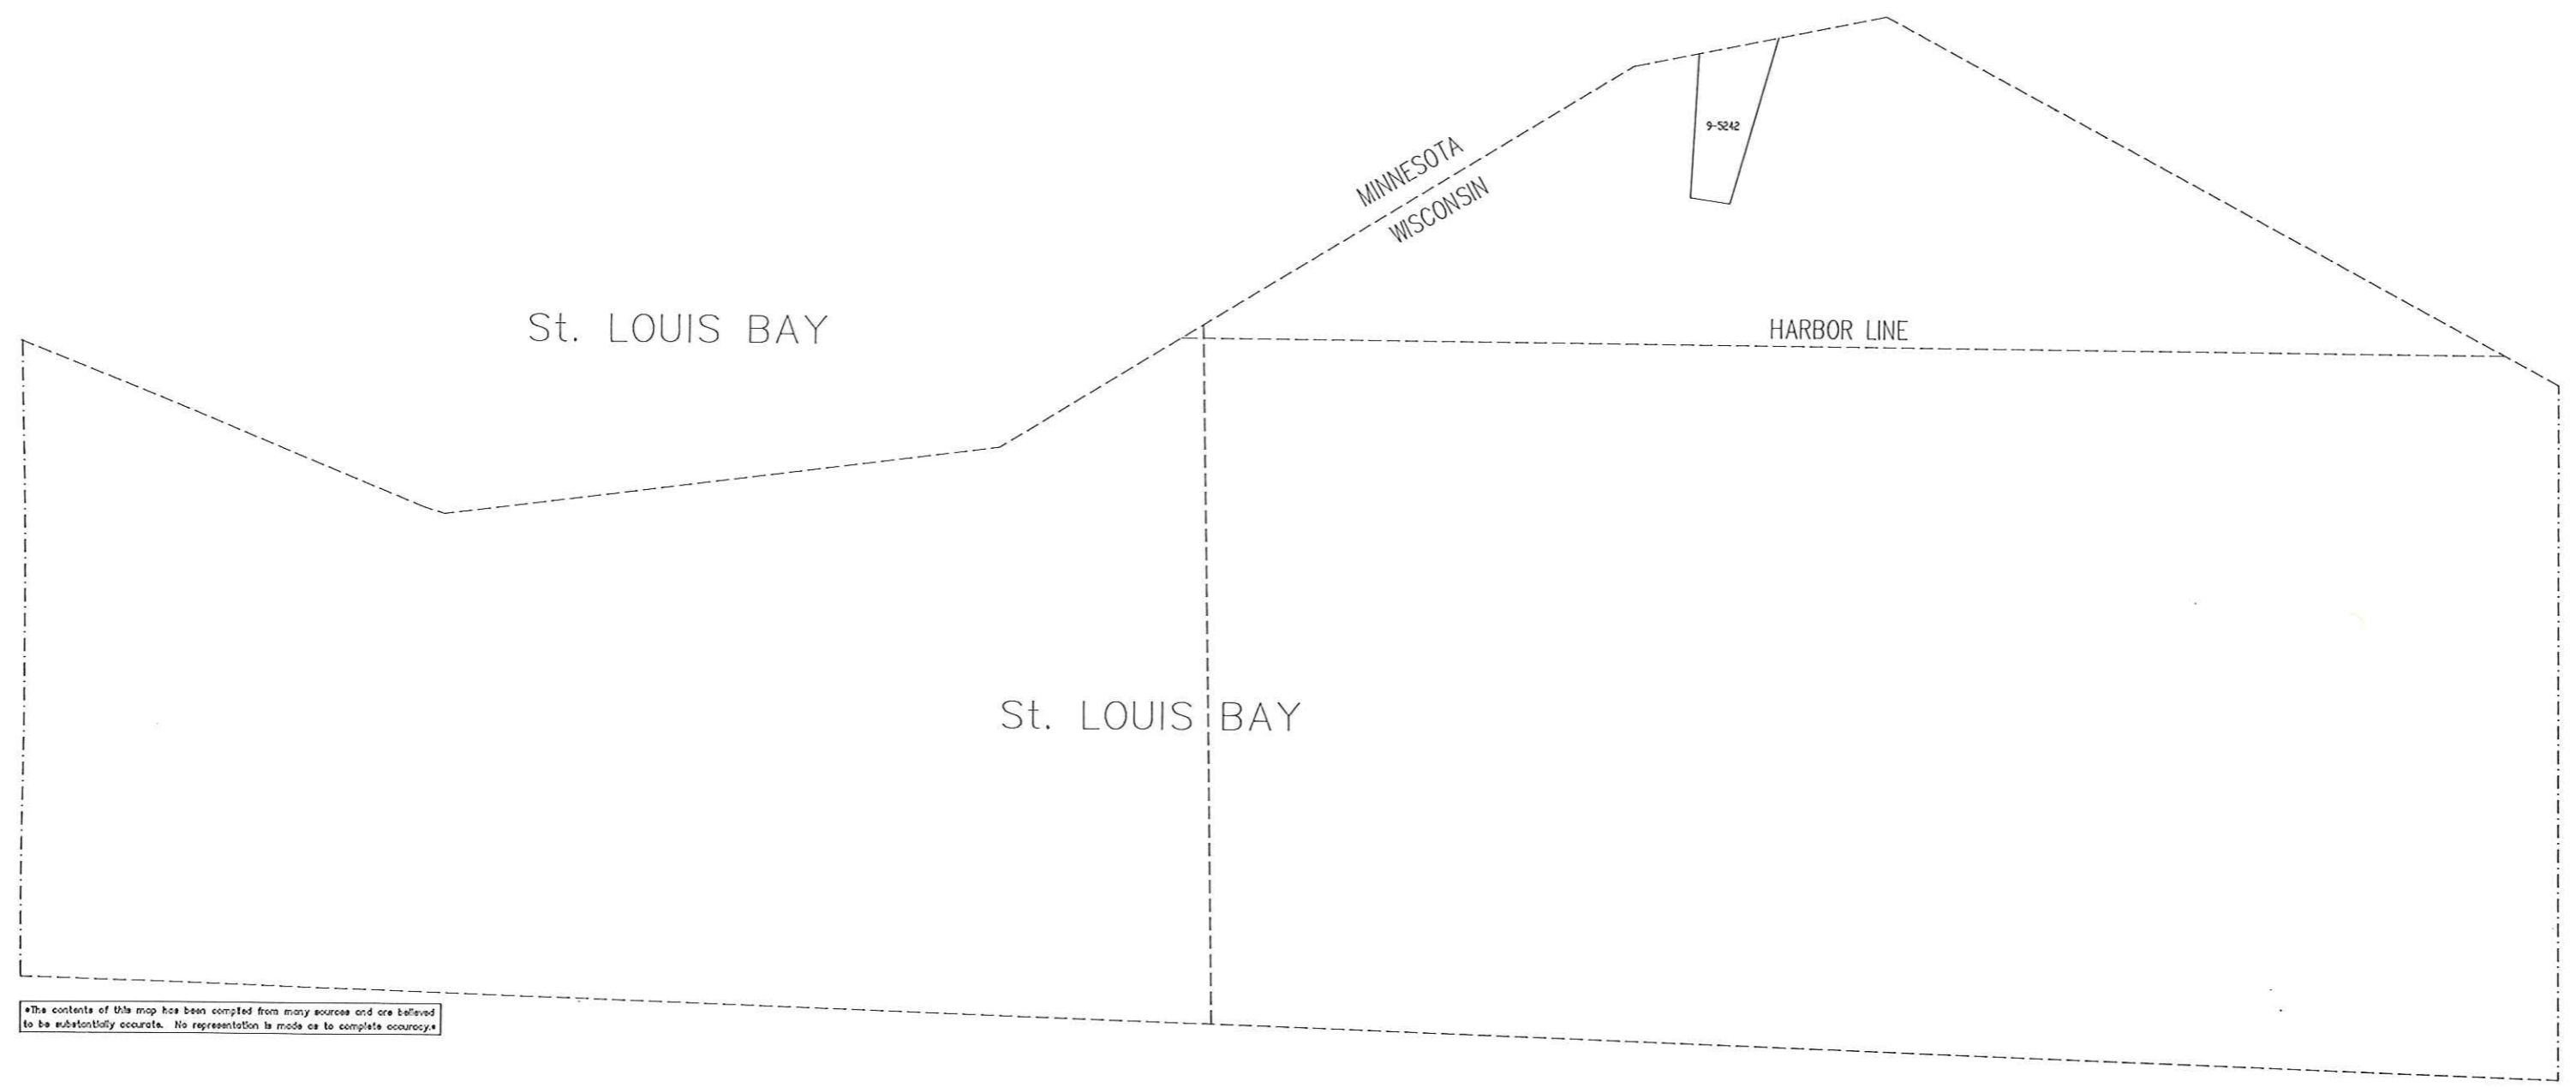 9-5242
MINNESOTA
WISCONSIN
St. LOUIS BAY
HARBOR LINE
St. LOUIS BAY
*The contents of this map has been compiled from many sources and are believed
to be substantially accurate. No representation is made as to complete accuracy.*